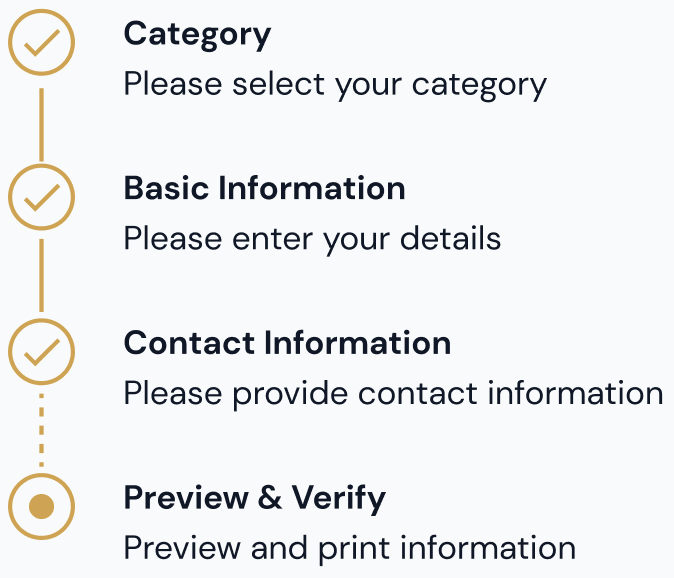 Category
Please select your category
Basic Information
Please enter your details
Contact Information
Please provide contact information
Preview & Verify
Preview and print information